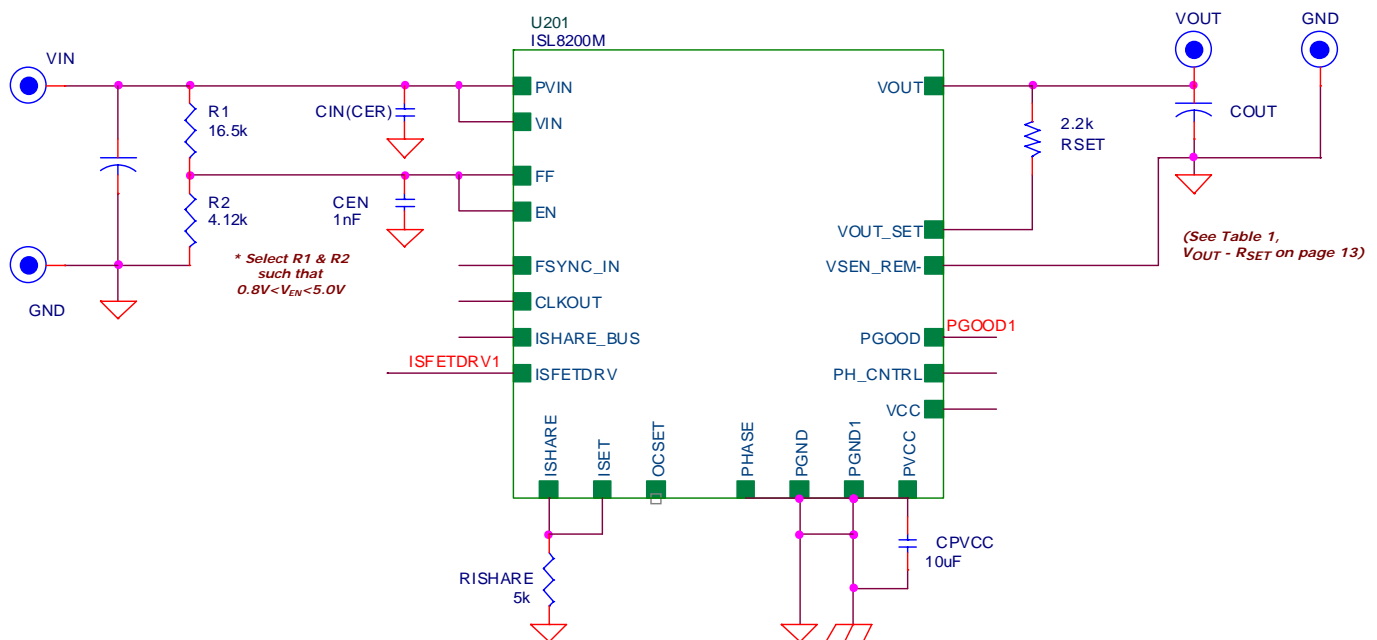 U201
ISL8200M
VIN
VOUT
GND
R1
16.5k
CIN(CER)
PVIN
VIN
VOUT
2.2k
RSET
COUT
R2
4.12k
CEN
1nF
FF
EN
VOUT_SET
VSEN_REM-
(See Table 1,
VOUT - RSET on page 13)
* Select R1 & R2
such that
0.8V<VEN<5.0V
GND
FSYNC_IN
CLKOUT
ISHARE_BUS
ISFETDRV1
ISFETDRV
PGOOD
PGOOD1
PH_CNTRL
VCC
ISHARE
ISET
OCSET
PHASE
PGND
PGND1
PVCC
RISHARE
5k
CPVCC
10uF